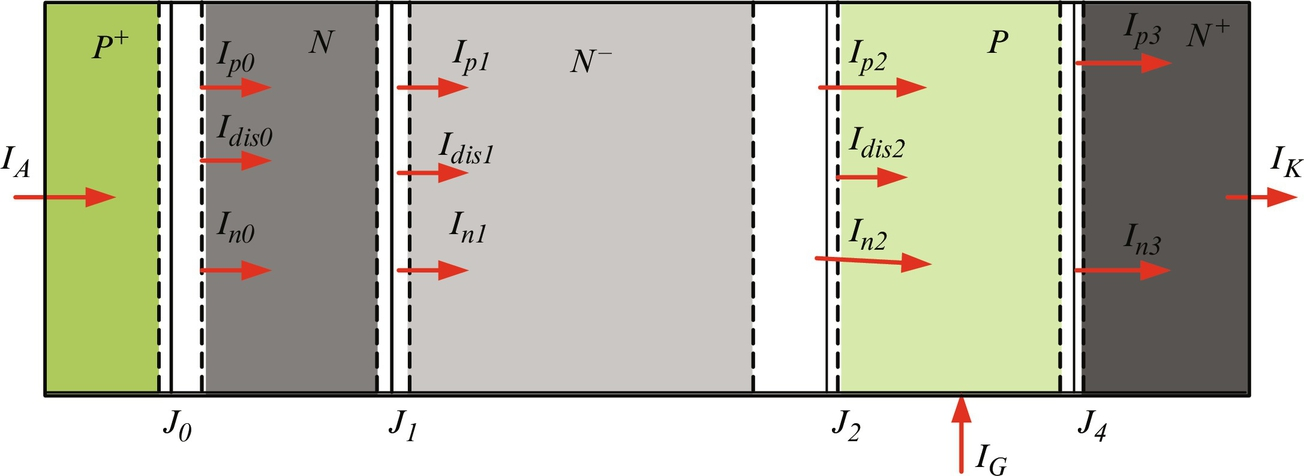 P+ N N− P N+
Ip0 Ip1 Ip2 Ip3
Idis0 Idis1 Idis2
IA IK
In0 In1 In2 In3
J0 J1 J2 J4
IG